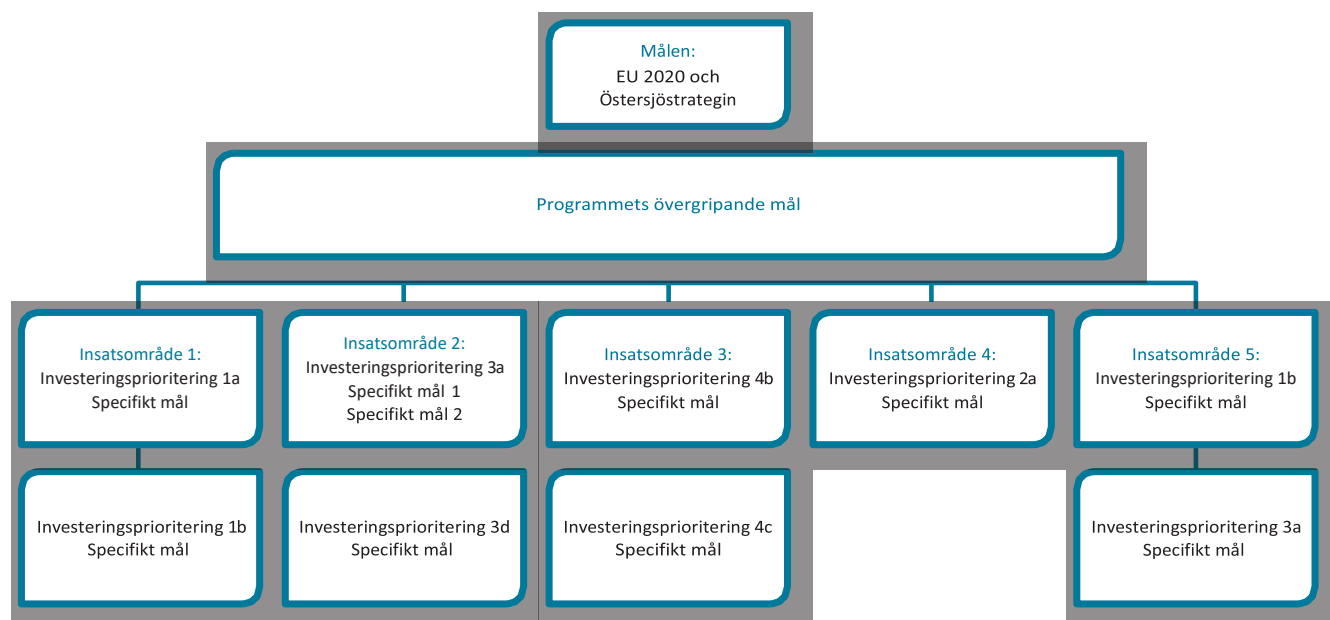 Målen:
EU 2020 och
Östersjöstrategin
Programmets övergripande mål
Insatsområde 1:
Investeringsprioritering 1a
Specifikt mål
Insatsområde 2:
Investeringsprioritering 3a
Specifikt mål 1
Specifikt mål 2
Insatsområde 3:
Investeringsprioritering 4b
Specifikt mål
Insatsområde 4:
Investeringsprioritering 2a
Specifikt mål
Insatsområde 5:
Investeringsprioritering 1b
Specifikt mål
Investeringsprioritering 1b
Specifikt mål
Investeringsprioritering 3d
Specifikt mål
Investeringsprioritering 4c
Specifikt mål
Investeringsprioritering 3a
Specifikt mål